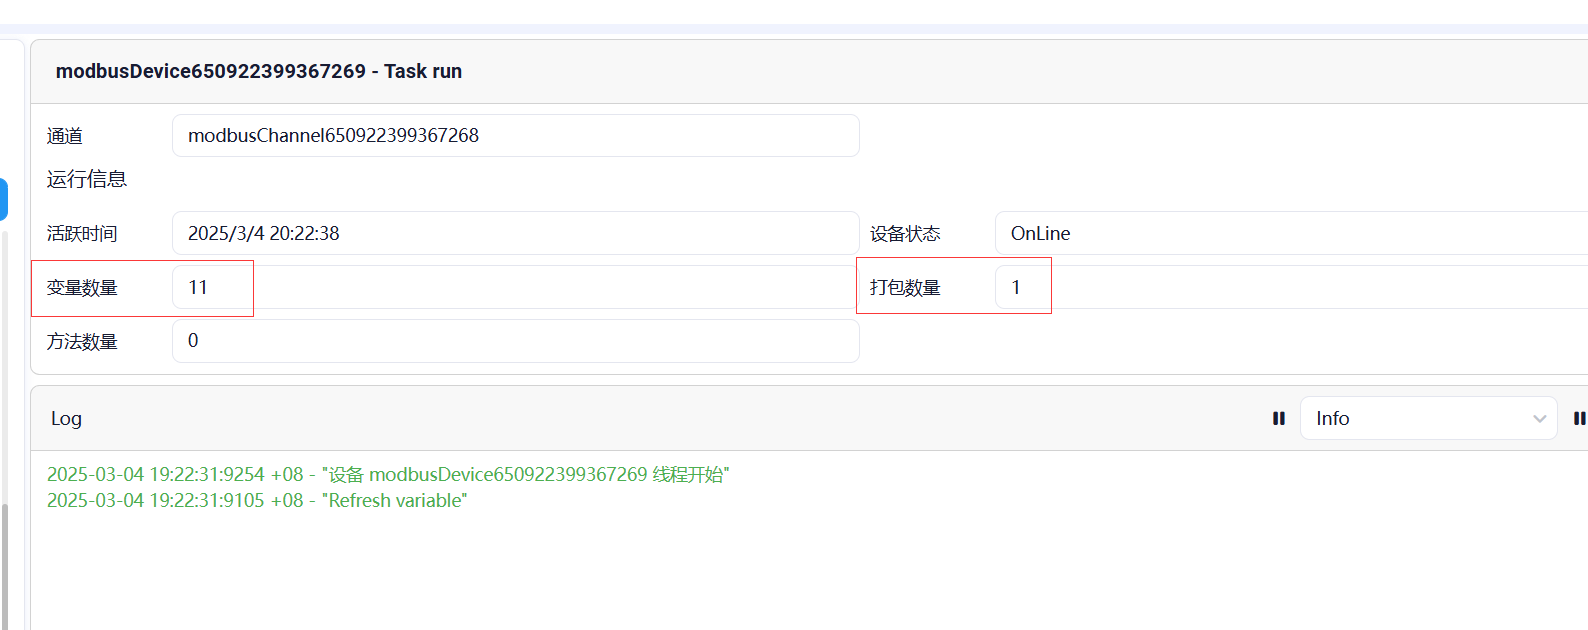 modbusDevice650922399367269 - Task run
通道 modbusChannel650922399367268
运行信息
活跃时间 2025/3/4 20:22:38 设备状态 OnLine
变量数量 11 打包数量 1
方法数量 0
Log Info
2025-03-04 19:22:31:9254 +08 - "设备 modbusDevice650922399367269 线程开始"
2025-03-04 19:22:31:9105 +08 - "Refresh variable"